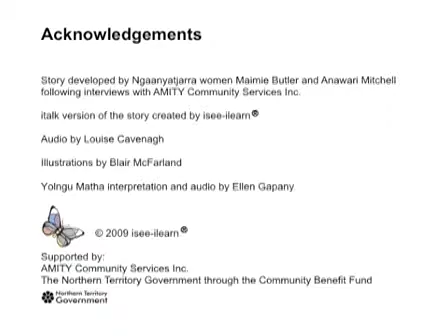 Acknowledgements
Story developed by Ngaanyatjarra women Maimie Butler and Anawari Mitchell
following interviews with AMITY Community Services Inc.
italk version of the story created by isee-ilearn®
Audio by Louise Cavenagh
Illustrations by Blair McFarland
Yolngu Matha interpretation and audio by Ellen Gapany
© 2009 isee-ilearn®
Supported by:
AMITY Community Services Inc.
The Northern Territory Government through the Community Benefit Fund
Northern Territory
Government